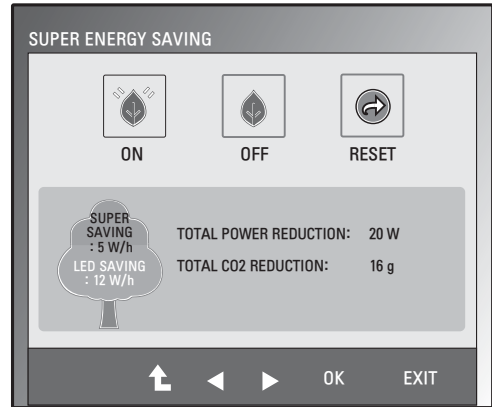 SUPER ENERGY SAVING
ON OFF RESET
SUPER
SAVING
: 5 W/h
LED SAVING
: 12 W/h
TOTAL POWER REDUCTION: 20 W
TOTAL CO2 REDUCTION: 16 g
OK EXIT